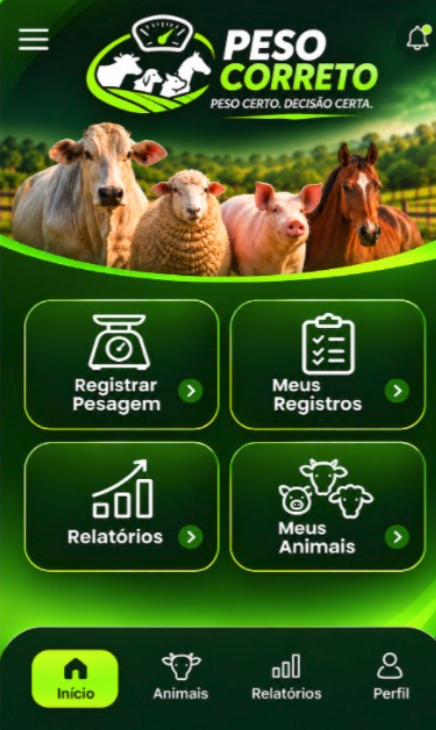 PESO
CORRETO
PESO CERTO. DECISÃO CERTA.
Registrar
Pesagem
Meus
Registros
Relatórios
Meus
Animais
Início
Animais
Relatórios
Perfil